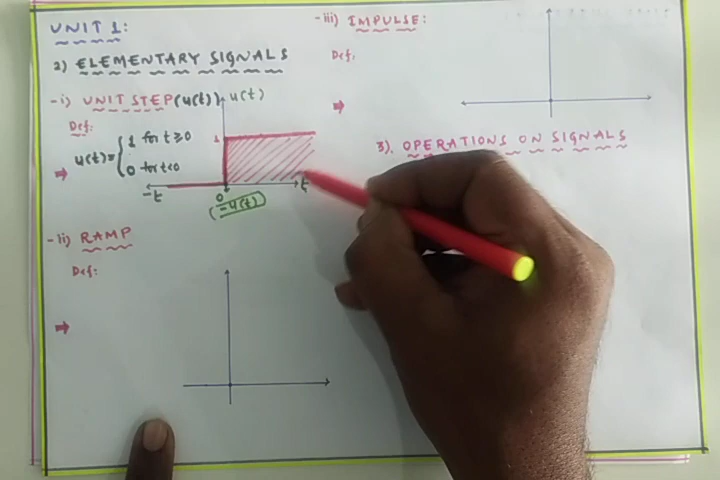 UNIT 1:
2) ELEMENTARY SIGNALS
-i) UNIT STEP (u(t))
u(t)
Def:
u(t)= { 1 for t≥0
0 for t<0
1
-t
0
t
(-u(t))
-ii) RAMP
Def:
-iii) IMPULSE:
Def:
3). OPERATIONS ON SIGNALS